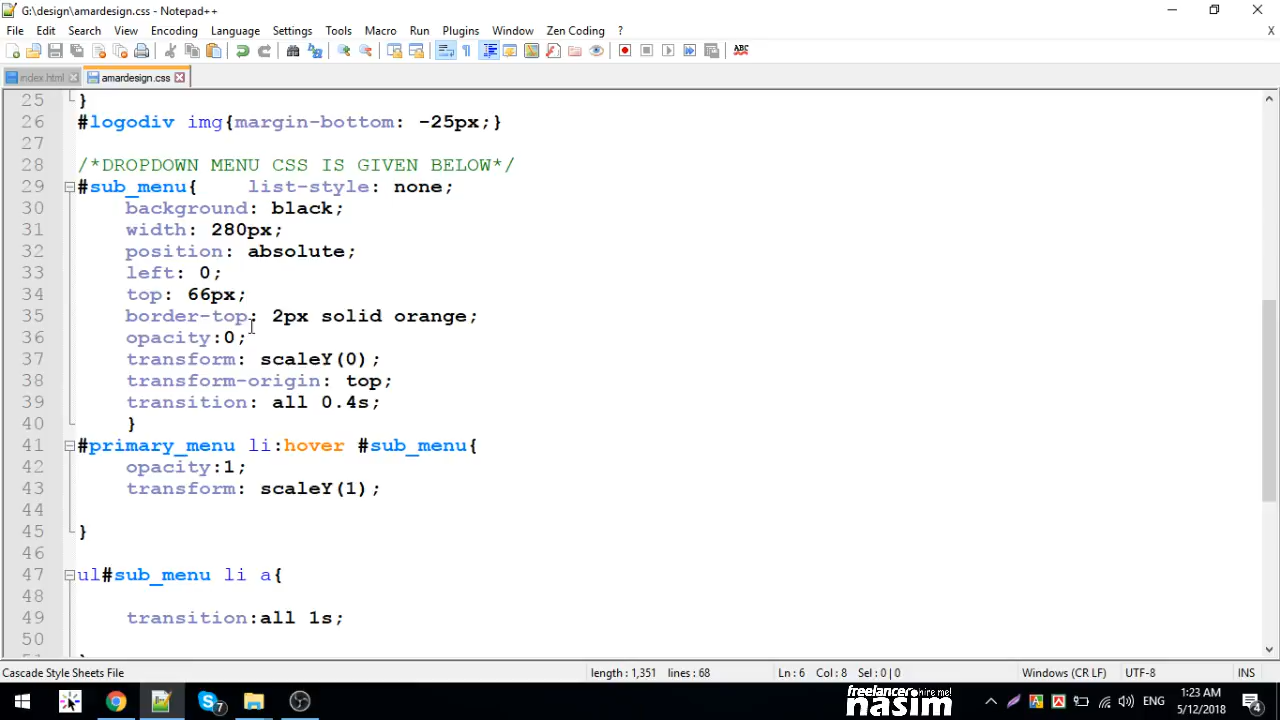 G:\design\amardesign.css - Notepad++
File Edit Search View Encoding Language Settings Tools Macro Run Plugins Window Zen Coding ?
X
ABC
index.html amardesign.css
25 }
26 #logodiv img{margin-bottom: -25px;}
27
28 /*DROPDOWN MENU CSS IS GIVEN BELOW*/
29 #sub_menu{ list-style: none;
30 background: black;
31 width: 280px;
32 position: absolute;
33 left: 0;
34 top: 66px;
35 border-top: 2px solid orange;
36 opacity:0;
37 transform: scaleY(0);
38 transform-origin: top;
39 transition: all 0.4s;
40 }
41 #primary_menu li:hover #sub_menu{
42 opacity:1;
43 transform: scaleY(1);
44
45 }
46
47 ul#sub_menu li a{
48
49 transition:all 1s;
50
Cascade Style Sheets File length : 1,351 lines : 68 Ln : 6 Col : 8 Sel : 0 | 0 Windows (CR LF) UTF-8 INS
7
freelancer hire me!
nasim
ENG
1:23 AM
5/12/2018
4